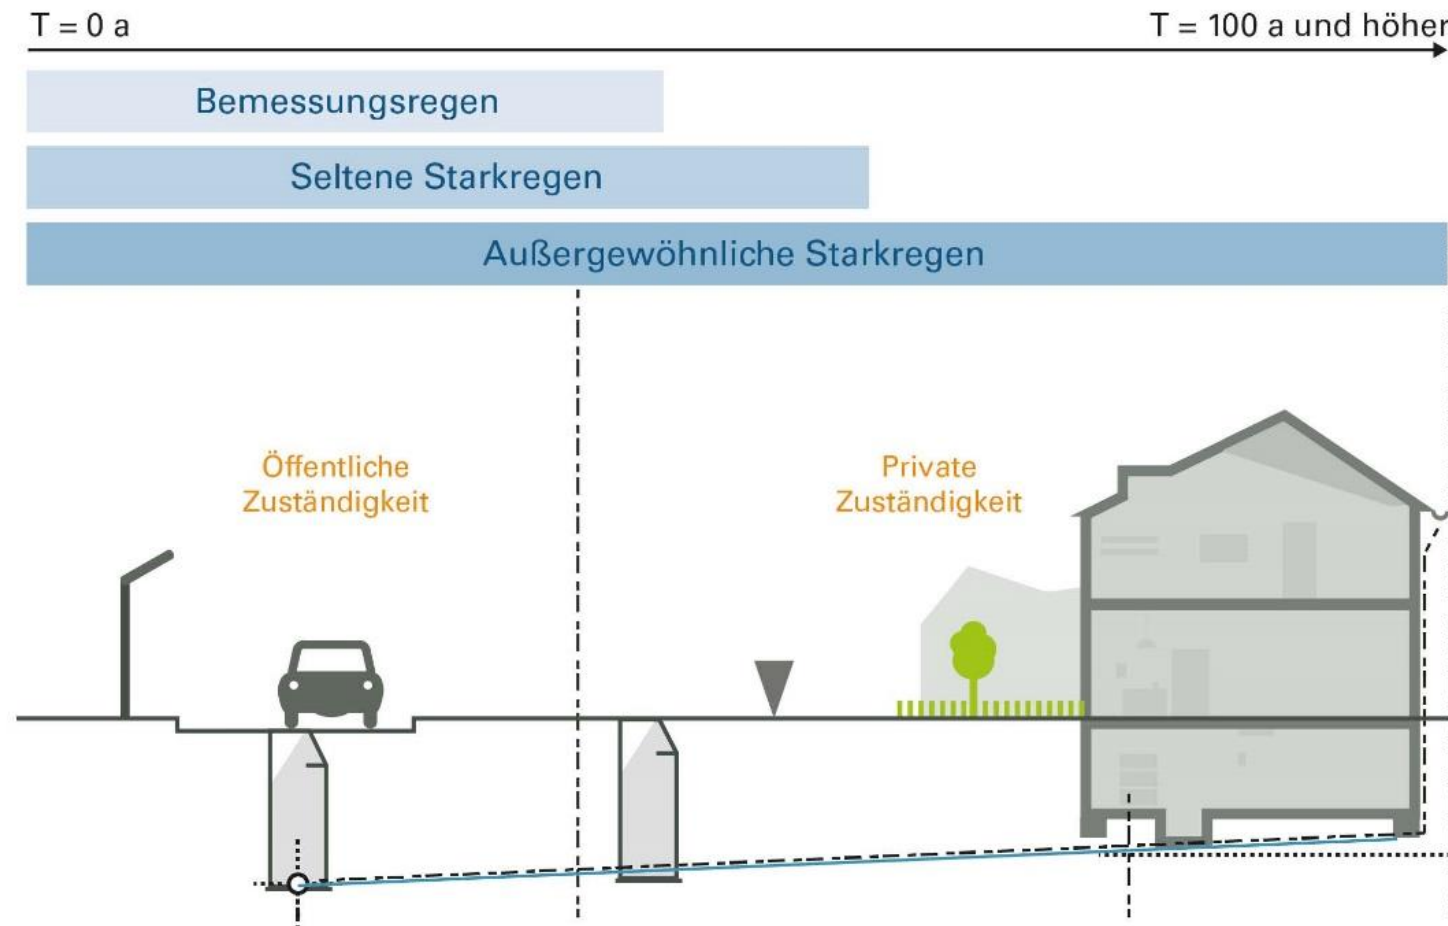 T = 0 a
T = 100 a und höher
Bemessungsregen
Seltene Starkregen
Außergewöhnliche Starkregen
Öffentliche
Zuständigkeit
Private
Zuständigkeit